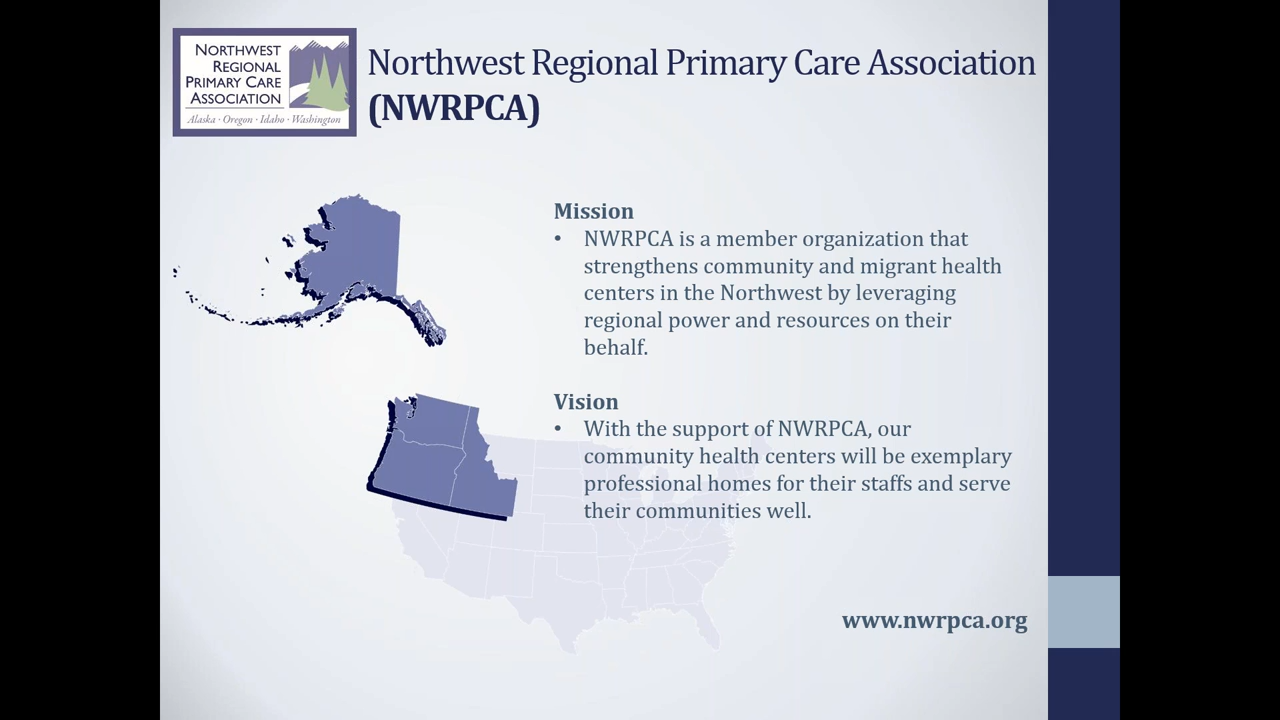 NORTHWEST
REGIONAL
PRIMARY CARE
ASSOCIATION
Alaska · Oregon · Idaho · Washington
Northwest Regional Primary Care Association
(NWRPCA)
Mission
• NWRPCA is a member organization that
strengthens community and migrant health
centers in the Northwest by leveraging
regional power and resources on their
behalf.
Vision
• With the support of NWRPCA, our
community health centers will be exemplary
professional homes for their staffs and serve
their communities well.
www.nwrpca.org